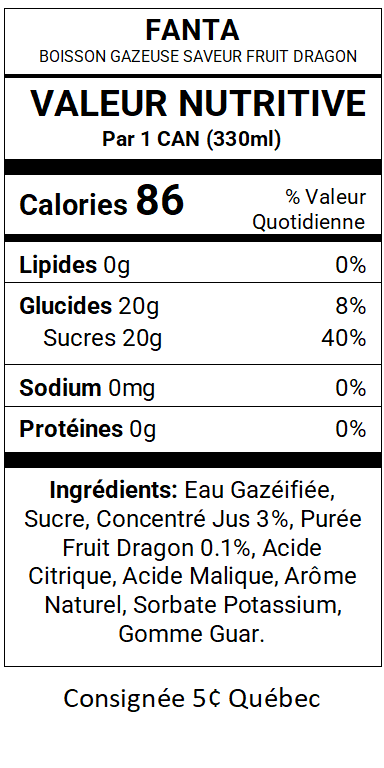 FANTA
BOISSON GAZEUSE SAVEUR FRUIT DRAGON
VALEUR NUTRITIVE
Par 1 CAN (330ml)
Calories 86
% Valeur
Quotidienne
Lipides 0g 0%
Glucides 20g 8%
Sucres 20g 40%
Sodium 0mg 0%
Protéines 0g 0%
Ingrédients: Eau Gazéifiée,
Sucre, Concentré Jus 3%, Purée
Fruit Dragon 0.1%, Acide
Citrique, Acide Malique, Arôme
Naturel, Sorbate Potassium,
Gomme Guar.
Consignée 5¢ Québec